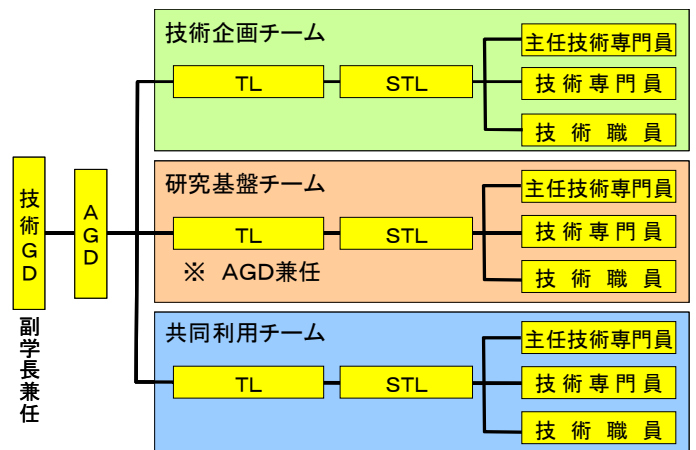 技術GD
副学長兼任
AGD
技術企画チーム
TL
STL
主任技術専門員
技術専門員
技術職員
研究基盤チーム
TL
※ AGD兼任
STL
主任技術専門員
技術専門員
技術職員
共同利用チーム
TL
STL
主任技術専門員
技術専門員
技術職員